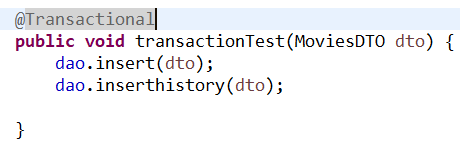 @Transactional
public void transactionTest(MoviesDTO dto) {
    dao.insert(dto);
    dao.inserthistory(dto);
}